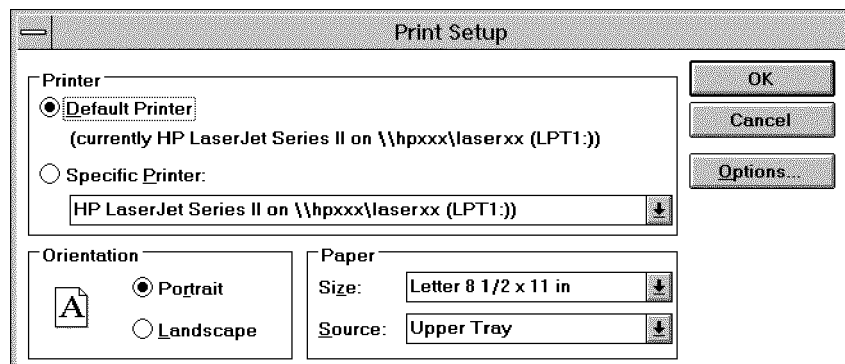 Print Setup
Printer
Default Printer
(currently HP LaserJet Series II on \\hpxxx\laserxx (LPT1:))
Specific Printer:
HP LaserJet Series II on \\hpxxx\laserxx (LPT1:))
OK
Cancel
Options...
Orientation
A
Portrait
Landscape
Paper
Size: Letter 8 1/2 x 11 in
Source: Upper Tray